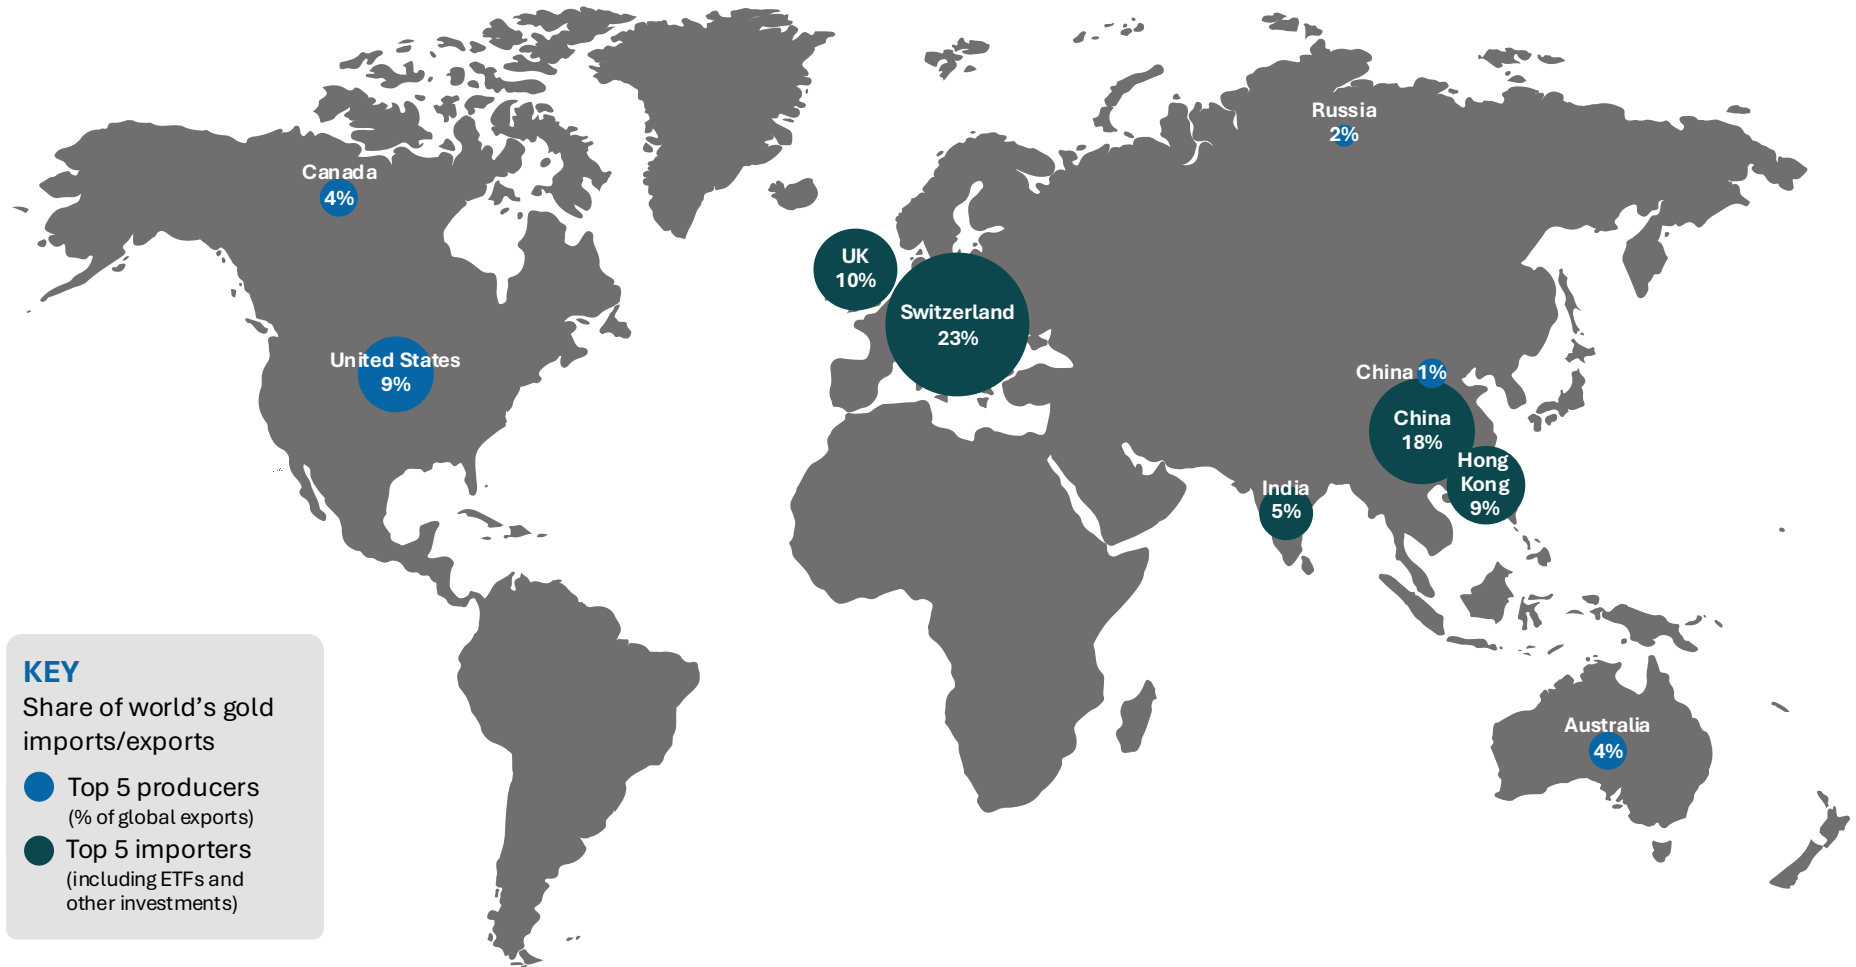 Russia
2%
Canada
4%
UK
10%
Switzerland
23%
United States
9%
China 1%
China
18%
Hong
Kong
9%
India
5%
Australia
4%
KEY
Share of world’s gold
imports/exports
Top 5 producers
(% of global exports)
Top 5 importers
(including ETFs and
other investments)